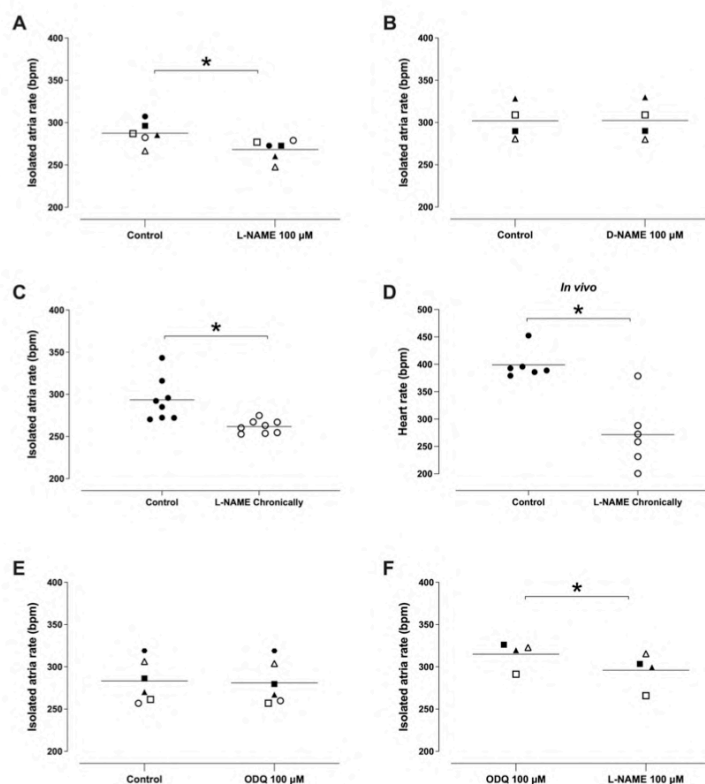 A
Isolated atria rate (bpm)
400
350
300
250
200
*
Control
L-NAME 100 µM
B
Isolated atria rate (bpm)
400
350
300
250
200
Control
D-NAME 100 µM
C
Isolated atria rate (bpm)
400
350
300
250
200
*
Control
L-NAME Chronically
D
In vivo
Heart rate (bpm)
500
450
400
350
300
250
200
*
Control
L-NAME Chronically
E
Isolated atria rate (bpm)
400
350
300
250
200
Control
ODQ 100 µM
F
Isolated atria rate (bpm)
400
350
300
250
200
*
ODQ 100 µM
L-NAME 100 µM